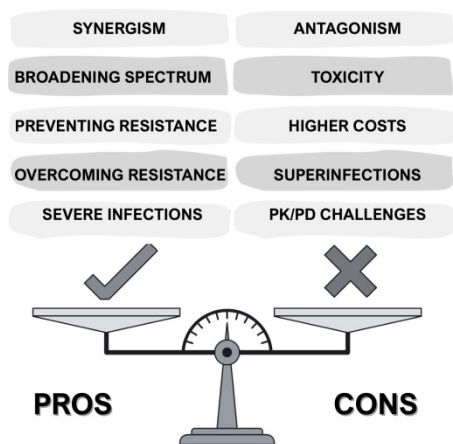 SYNERGISM
ANTAGONISM
BROADENING SPECTRUM
TOXICITY
PREVENTING RESISTANCE
HIGHER COSTS
OVERCOMING RESISTANCE
SUPERINFECTIONS
SEVERE INFECTIONS
PK/PD CHALLENGES
PROS
CONS